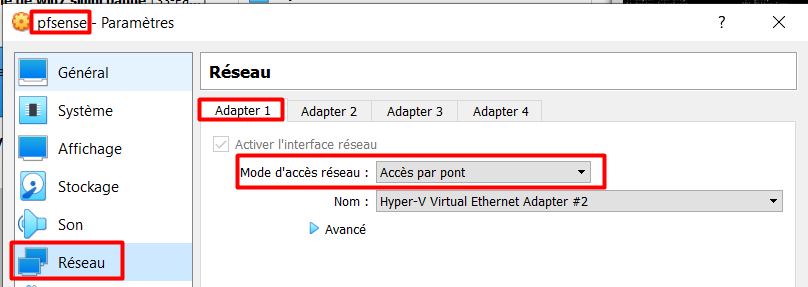 pfsense - Paramètres
?
Général
Système
Affichage
Stockage
Son
Réseau
Réseau
Adapter 1
Adapter 2
Adapter 3
Adapter 4
Activer l'interface réseau
Mode d'accès réseau : Accès par pont
Nom : Hyper-V Virtual Ethernet Adapter #2
Avancé